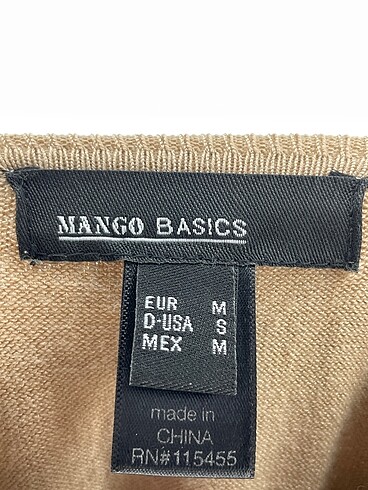 MANGO BASICS
EUR M
D-USA S
MEX M
made in
CHINA
RN#115455